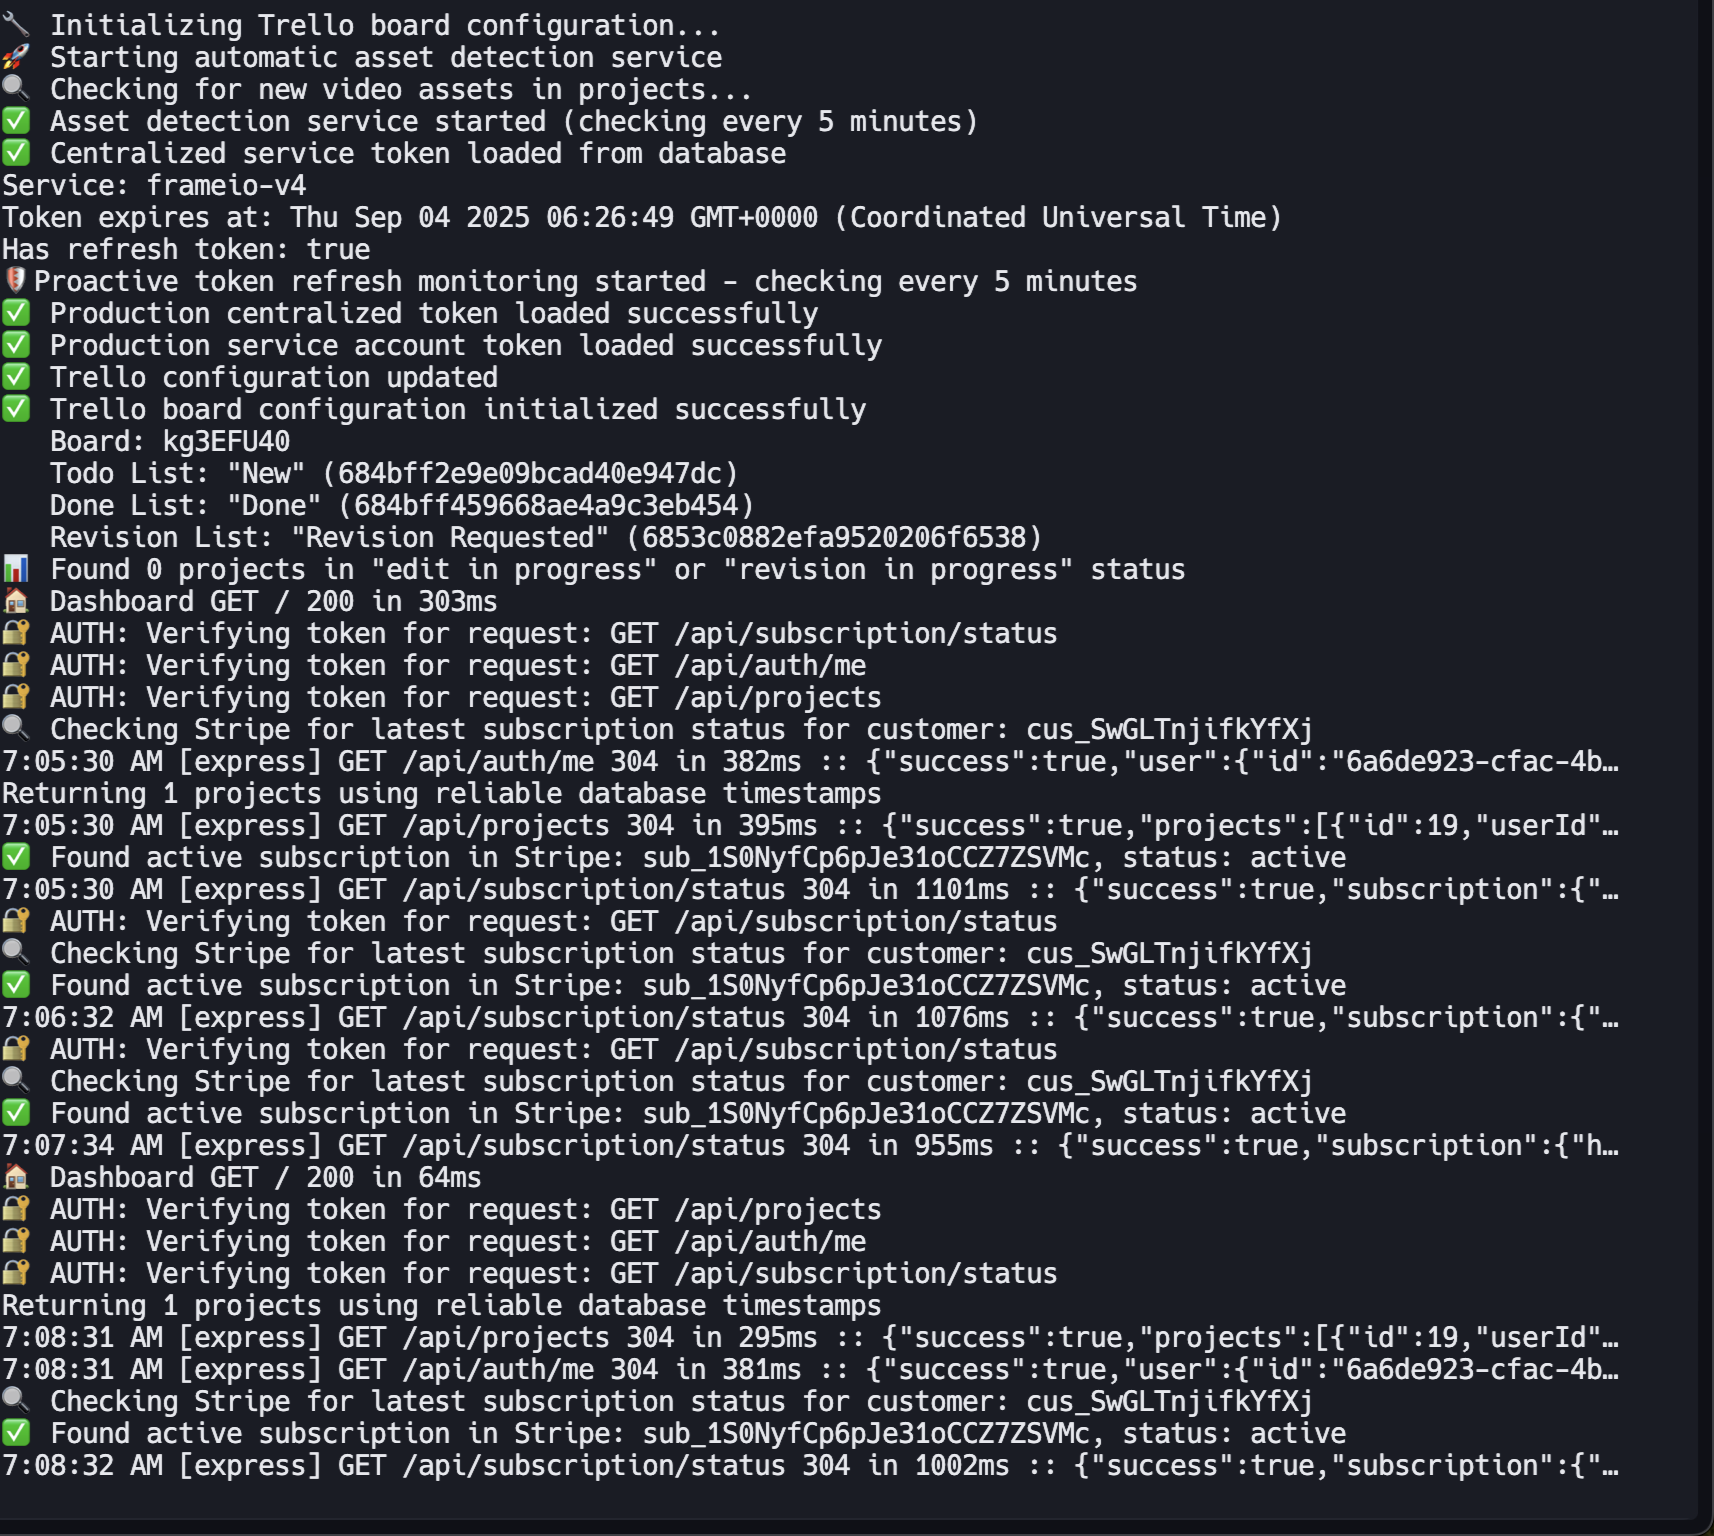 🔧 Initializing Trello board configuration...
🚀 Starting automatic asset detection service
🔍 Checking for new video assets in projects...
✅ Asset detection service started (checking every 5 minutes)
✅ Centralized service token loaded from database
Service: frameio-v4
Token expires at: Thu Sep 04 2025 06:26:49 GMT+0000 (Coordinated Universal Time)
Has refresh token: true
🛡️ Proactive token refresh monitoring started - checking every 5 minutes
✅ Production centralized token loaded successfully
✅ Production service account token loaded successfully
✅ Trello configuration updated
✅ Trello board configuration initialized successfully
   Board: kg3EFU40
   Todo List: "New" (684bff2e9e09bcad40e947dc)
   Done List: "Done" (684bff459668ae4a9c3eb454)
   Revision List: "Revision Requested" (6853c0882efa9520206f6538)
📊 Found 0 projects in "edit in progress" or "revision in progress" status
🏠 Dashboard GET / 200 in 303ms
🔐 AUTH: Verifying token for request: GET /api/subscription/status
🔐 AUTH: Verifying token for request: GET /api/auth/me
🔐 AUTH: Verifying token for request: GET /api/projects
🔍 Checking Stripe for latest subscription status for customer: cus_SwGLTnjifkYfXj
7:05:30 AM [express] GET /api/auth/me 304 in 382ms :: {"success":true,"user":{"id":"6a6de923-cfac-4b…
Returning 1 projects using reliable database timestamps
7:05:30 AM [express] GET /api/projects 304 in 395ms :: {"success":true,"projects":[{"id":19,"userId"…
✅ Found active subscription in Stripe: sub_1S0NyfCp6pJe31oCCZ7ZSVMc, status: active
7:05:30 AM [express] GET /api/subscription/status 304 in 1101ms :: {"success":true,"subscription":{"…
🔐 AUTH: Verifying token for request: GET /api/subscription/status
🔍 Checking Stripe for latest subscription status for customer: cus_SwGLTnjifkYfXj
✅ Found active subscription in Stripe: sub_1S0NyfCp6pJe31oCCZ7ZSVMc, status: active
7:06:32 AM [express] GET /api/subscription/status 304 in 1076ms :: {"success":true,"subscription":{"…
🔐 AUTH: Verifying token for request: GET /api/subscription/status
🔍 Checking Stripe for latest subscription status for customer: cus_SwGLTnjifkYfXj
✅ Found active subscription in Stripe: sub_1S0NyfCp6pJe31oCCZ7ZSVMc, status: active
7:07:34 AM [express] GET /api/subscription/status 304 in 955ms :: {"success":true,"subscription":{"h…
🏠 Dashboard GET / 200 in 64ms
🔐 AUTH: Verifying token for request: GET /api/projects
🔐 AUTH: Verifying token for request: GET /api/auth/me
🔐 AUTH: Verifying token for request: GET /api/subscription/status
Returning 1 projects using reliable database timestamps
7:08:31 AM [express] GET /api/projects 304 in 295ms :: {"success":true,"projects":[{"id":19,"userId"…
7:08:31 AM [express] GET /api/auth/me 304 in 381ms :: {"success":true,"user":{"id":"6a6de923-cfac-4b…
🔍 Checking Stripe for latest subscription status for customer: cus_SwGLTnjifkYfXj
✅ Found active subscription in Stripe: sub_1S0NyfCp6pJe31oCCZ7ZSVMc, status: active
7:08:32 AM [express] GET /api/subscription/status 304 in 1002ms :: {"success":true,"subscription":{"…